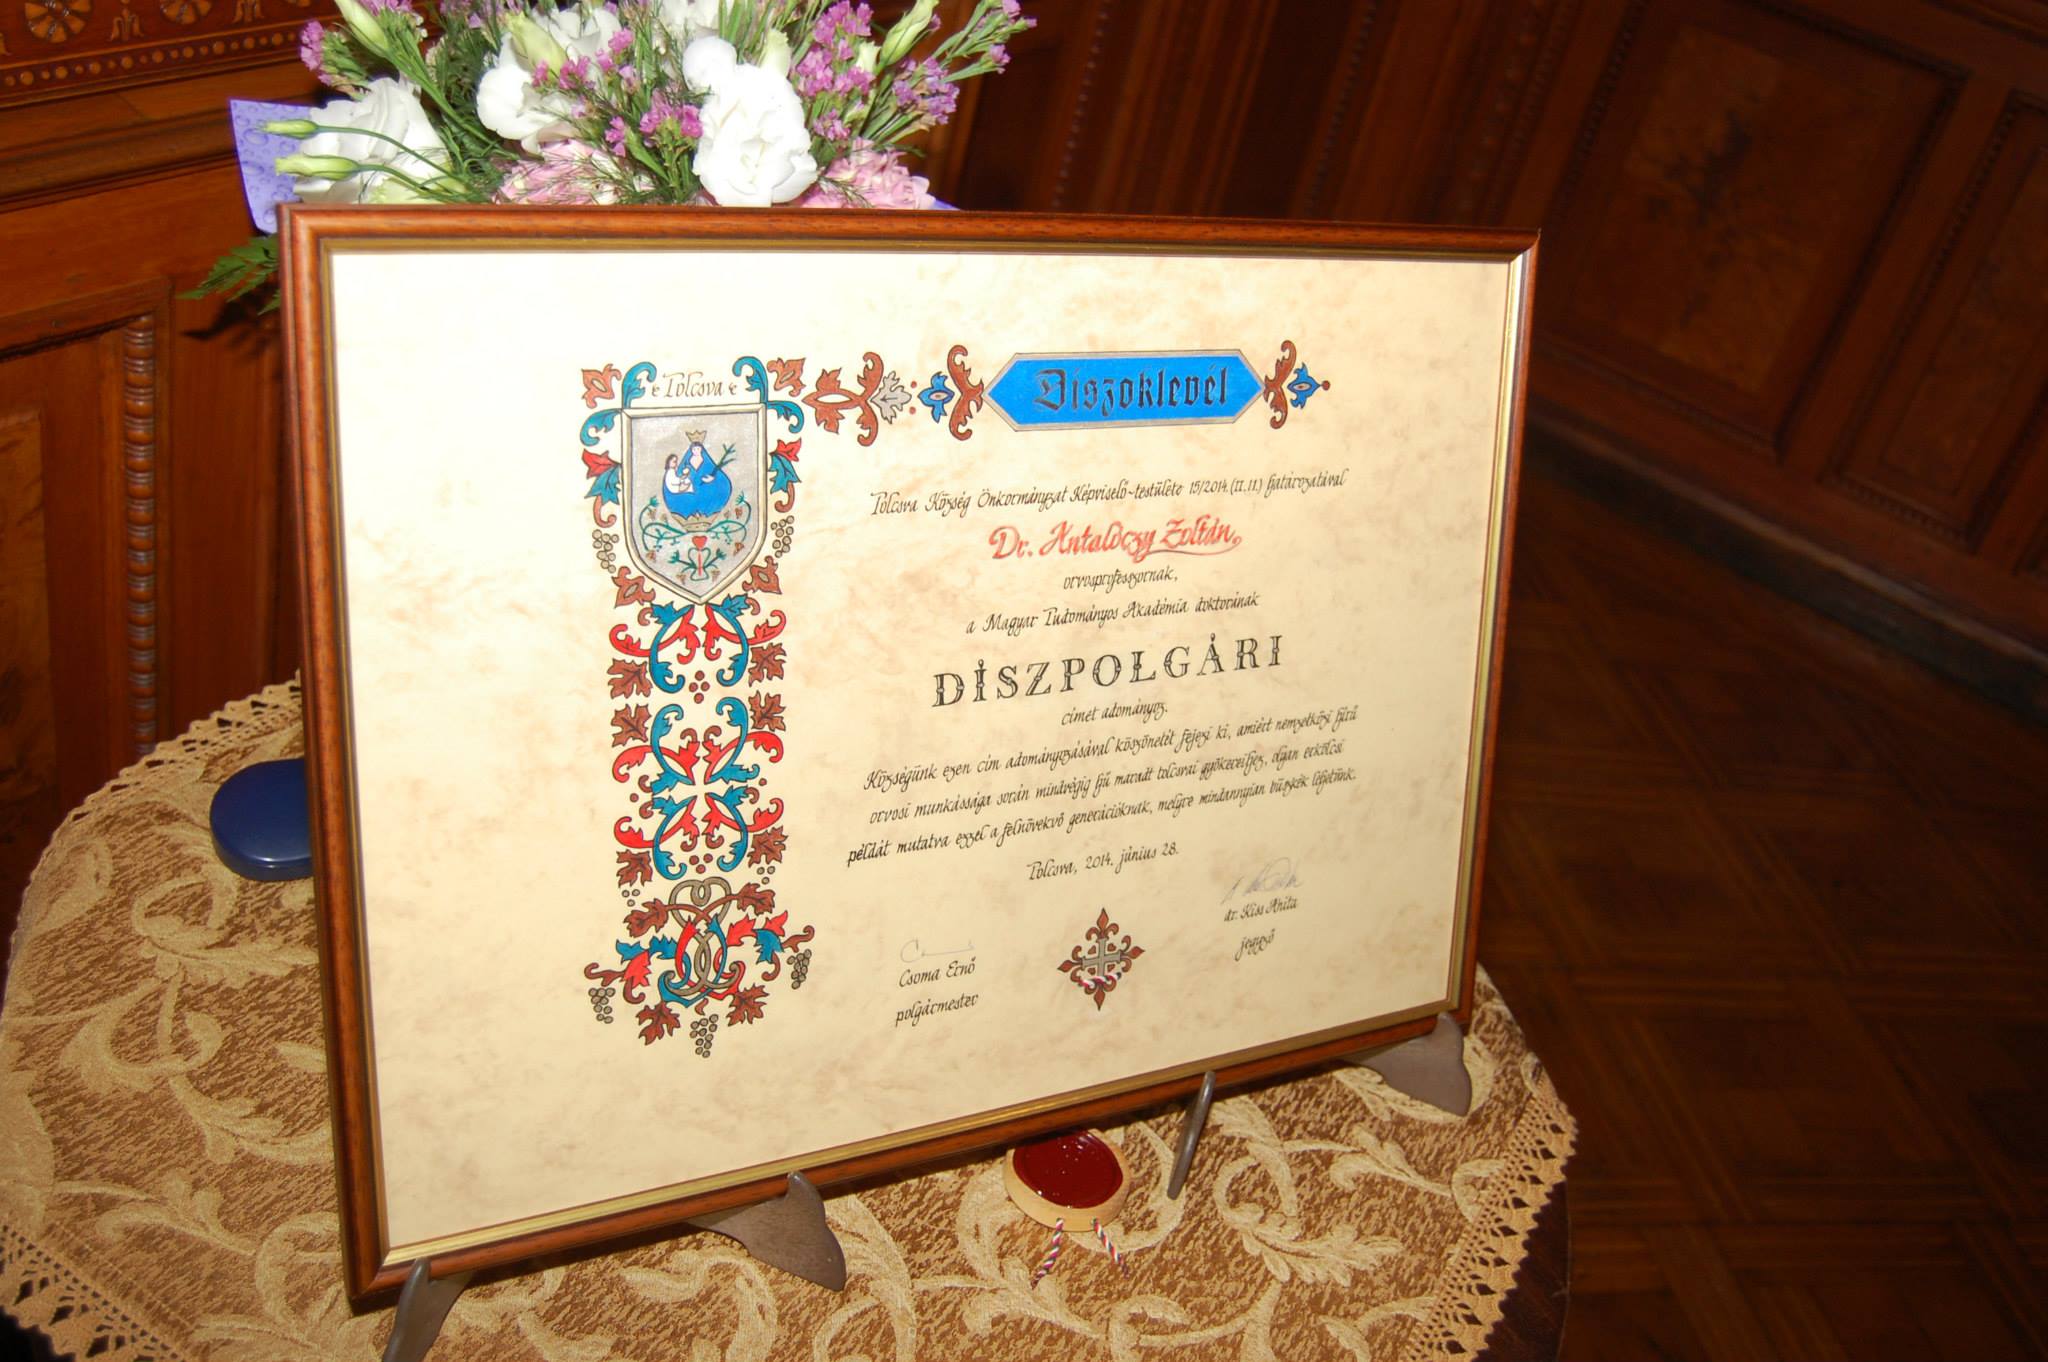 Tolcsva
Díszoklevél
Tolcsva Község Önkormányzat Képviselő-testülete 15/2014.(II.11.) határozatával
Dr. Antalóczy Zoltán
orvosprofesszornak,
a Magyar Tudományos Akadémia doktorának
DÍSZPOLGÁRI
címet adományoz.
Községünk ezen cím adományozásával köszönetét fejezi ki, amiért nemzetközi hírű
orvosi munkássága során mindvégig hű maradt tolcsvai gyökereihez, olyan erkölcsi
példát mutatva ezzel a felnövekvő generációknak, melyre mindannyian büszkék lehetünk.
Tolcsva, 2014. június 28.
Csoma Ernő
polgármester
dr. Kiss Anita
jegyző